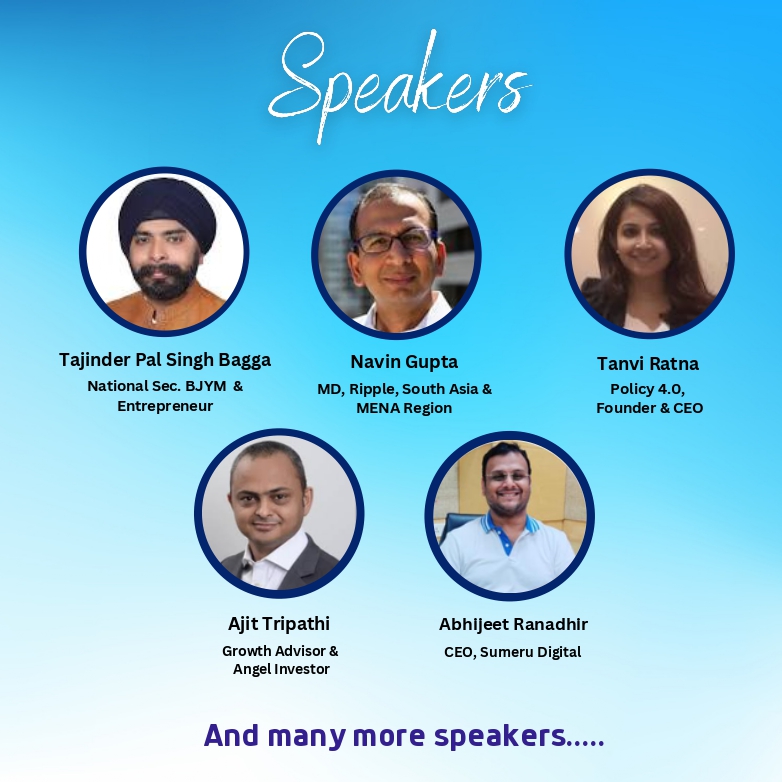 Speakers
Tajinder Pal Singh Bagga
National Sec. BJYM &
Entrepreneur
Navin Gupta
MD, Ripple, South Asia &
MENA Region
Tanvi Ratna
Policy 4.0,
Founder & CEO
Ajit Tripathi
Growth Advisor &
Angel Investor
Abhijeet Ranadhir
CEO, Sumeru Digital
And many more speakers.....